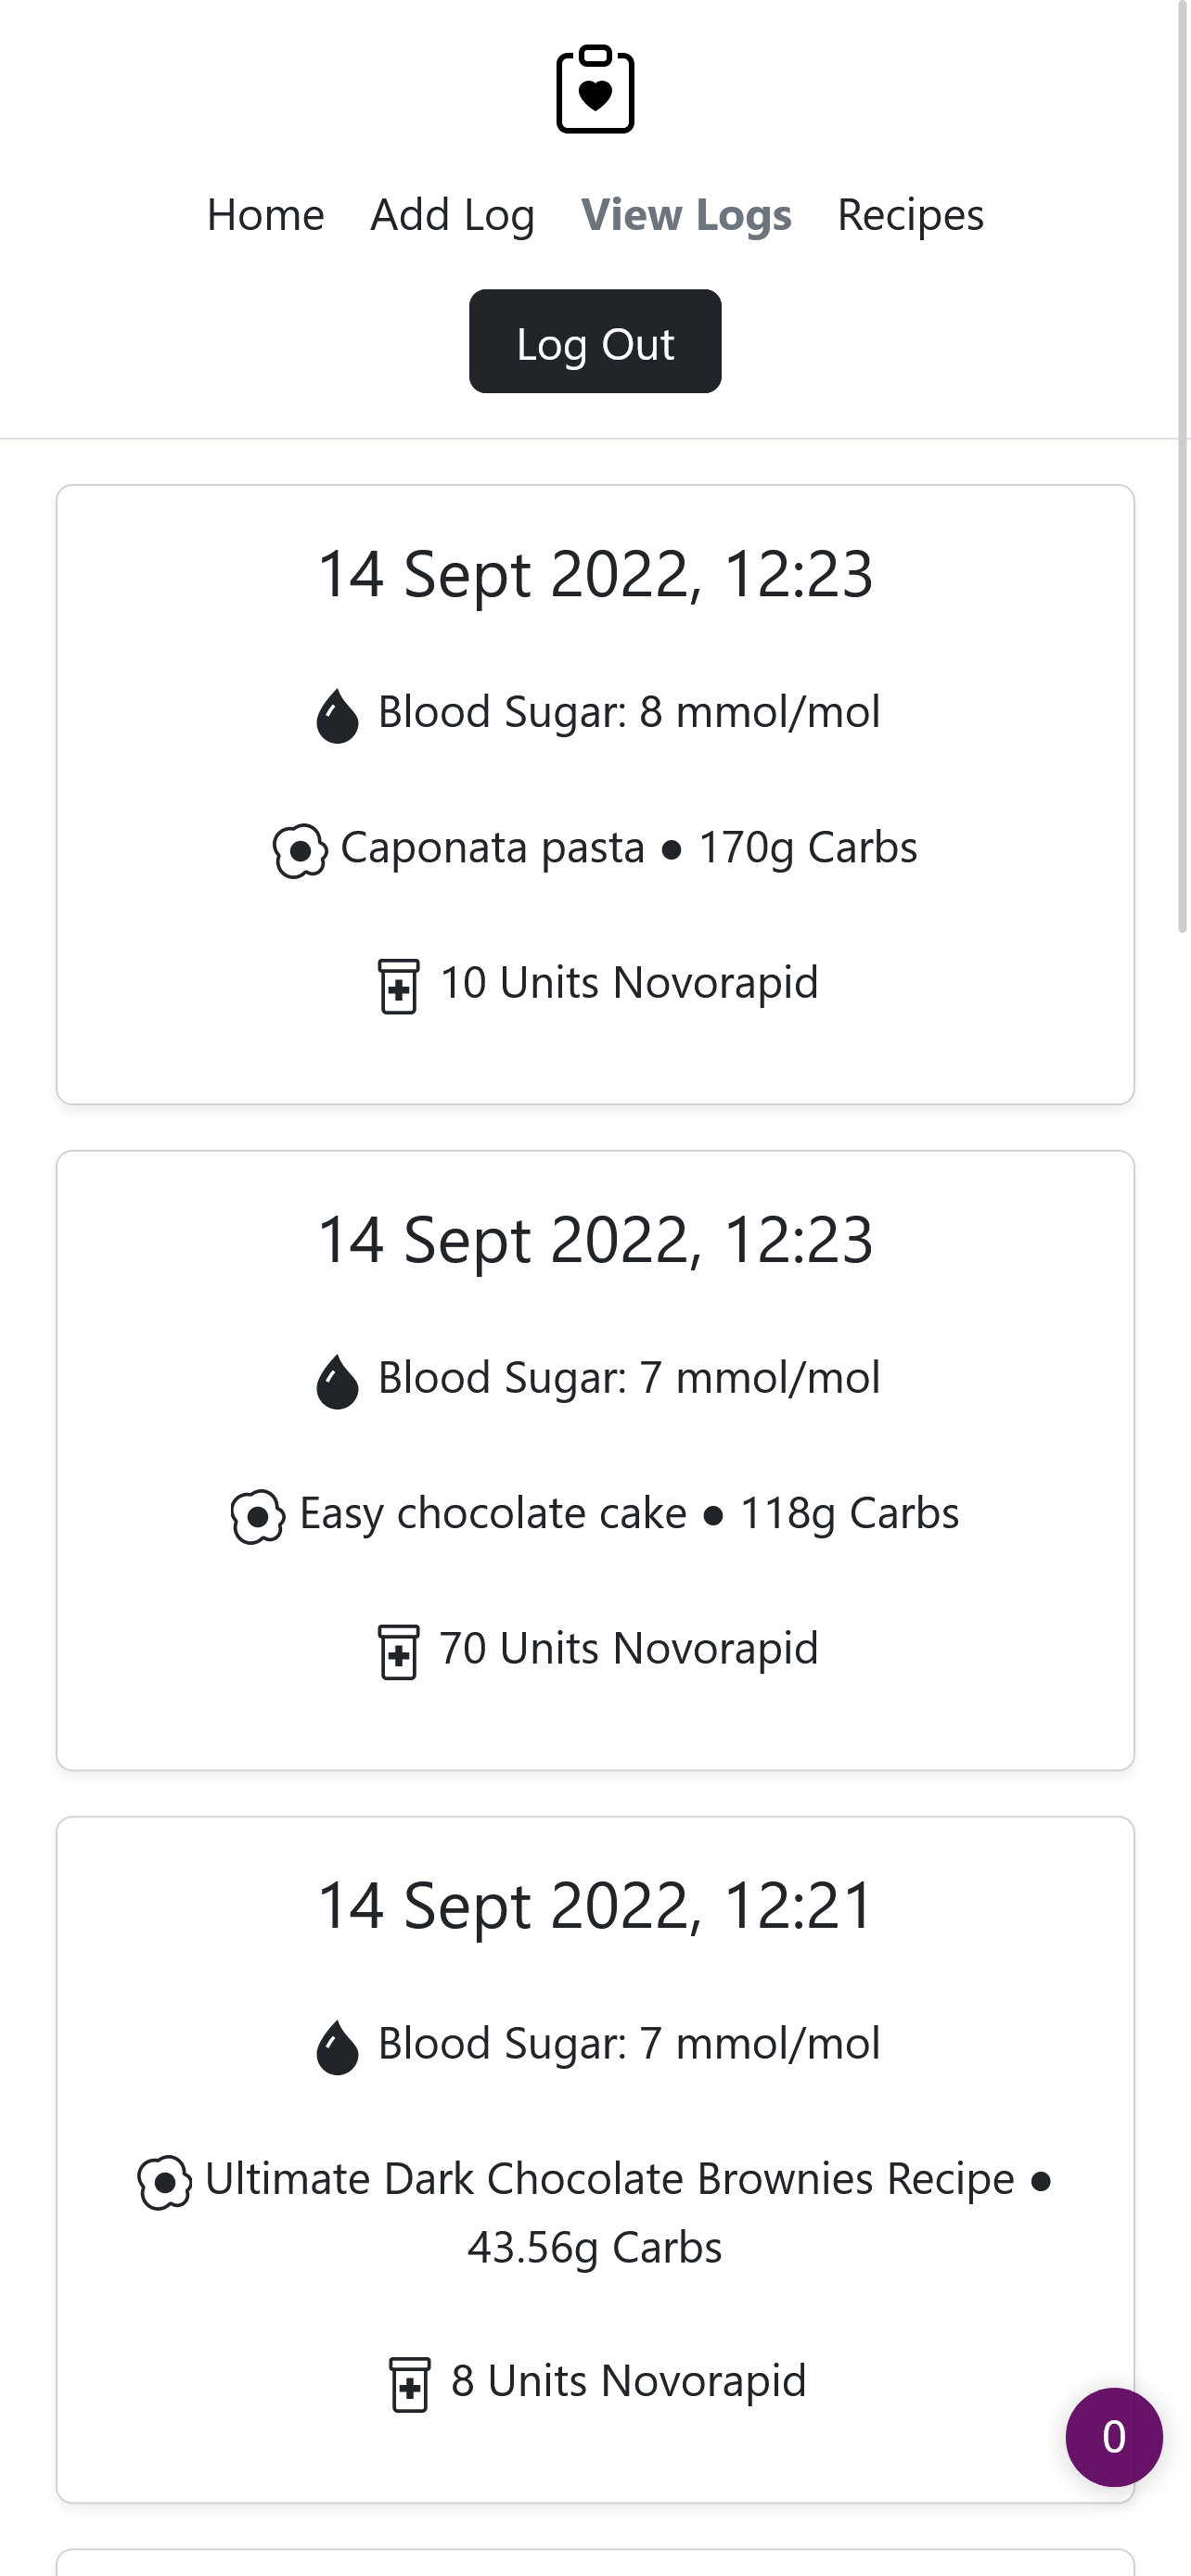 Home Add Log View Logs Recipes
Log Out
14 Sept 2022, 12:23
Blood Sugar: 8 mmol/mol
Caponata pasta ● 170g Carbs
10 Units Novorapid
14 Sept 2022, 12:23
Blood Sugar: 7 mmol/mol
Easy chocolate cake ● 118g Carbs
70 Units Novorapid
14 Sept 2022, 12:21
Blood Sugar: 7 mmol/mol
Ultimate Dark Chocolate Brownies Recipe ●
43.56g Carbs
8 Units Novorapid
0